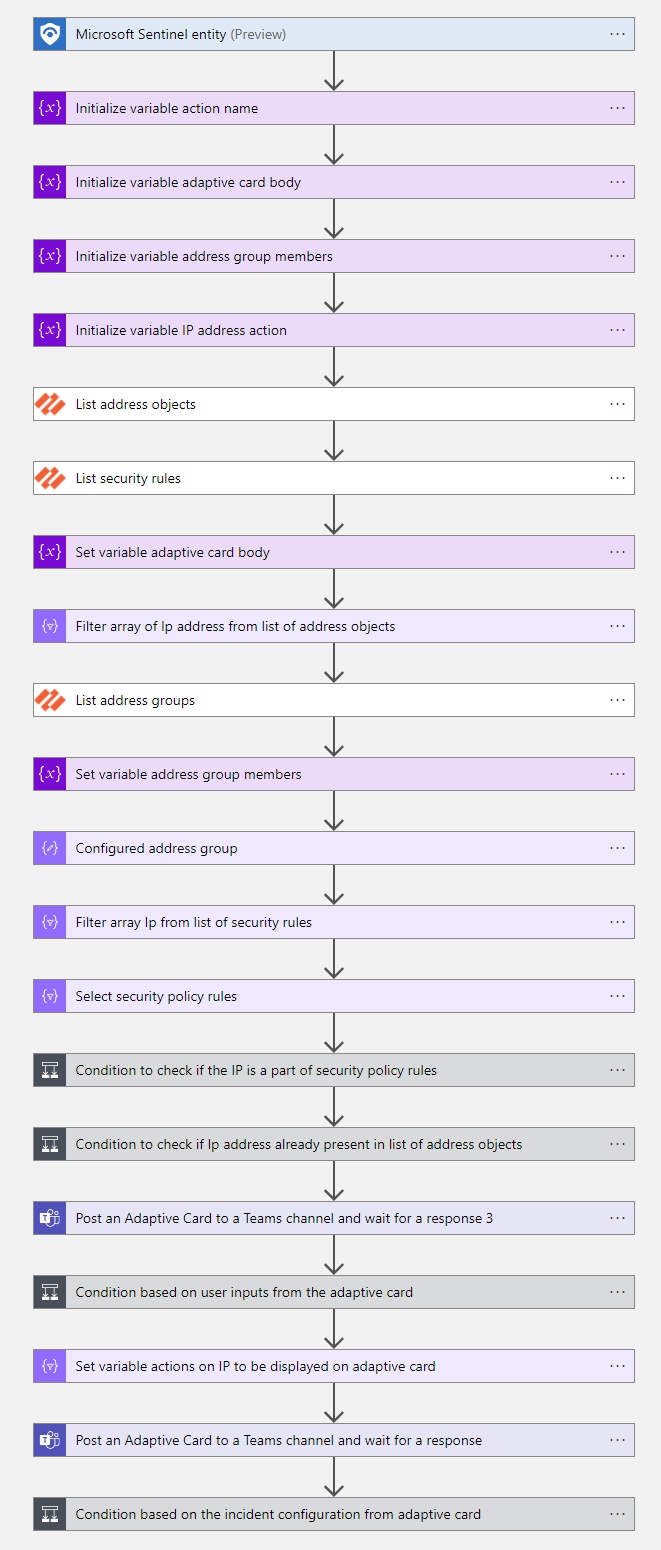 Microsoft Sentinel entity (Preview)
{x} Initialize variable action name
{x} Initialize variable adaptive card body
{x} Initialize variable address group members
{x} Initialize variable IP address action
List address objects
List security rules
{x} Set variable adaptive card body
Filter array of Ip address from list of address objects
List address groups
{x} Set variable address group members
Configured address group
Filter array Ip from list of security rules
Select security policy rules
Condition to check if the IP is a part of security policy rules
Condition to check if Ip address already present in list of address objects
T Post an Adaptive Card to a Teams channel and wait for a response 3
Condition based on user inputs from the adaptive card
Set variable actions on IP to be displayed on adaptive card
T Post an Adaptive Card to a Teams channel and wait for a response
Condition based on the incident configuration from adaptive card